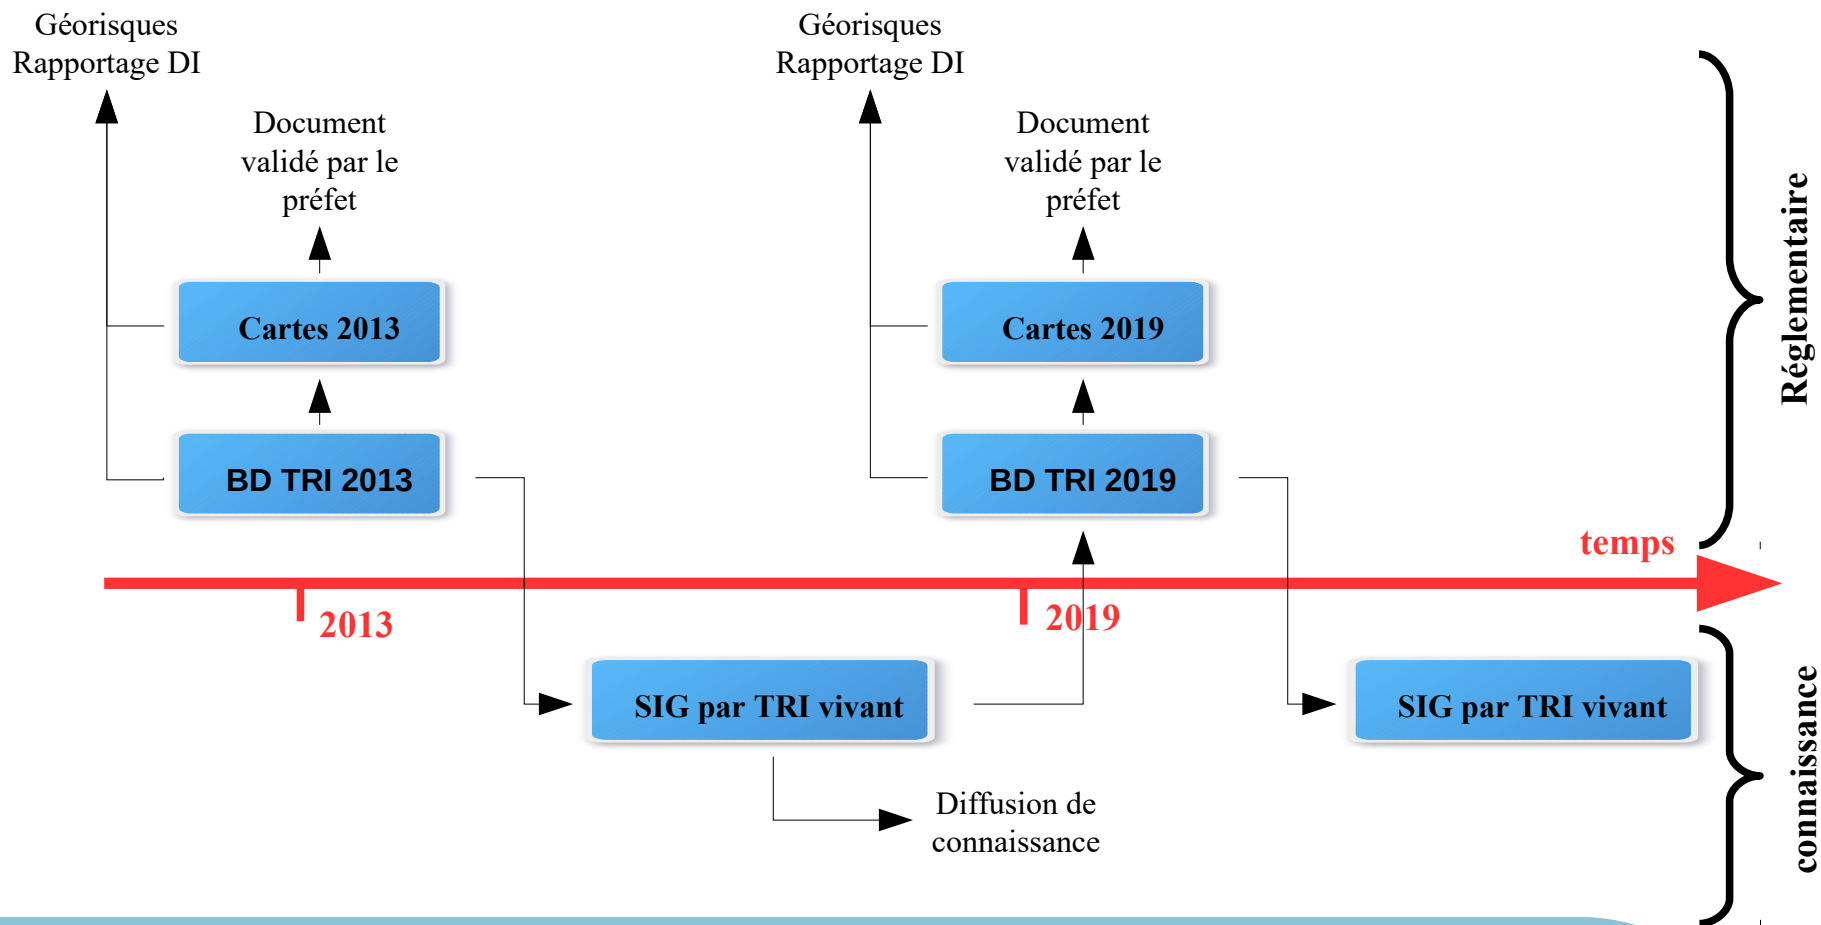 Géorisques
Rapportage DI
Géorisques
Rapportage DI
Document
validé par le
préfet
Document
validé par le
préfet
Cartes 2013
Cartes 2019
BD TRI 2013
BD TRI 2019
Réglementaire
temps
2013
2019
SIG par TRI vivant
SIG par TRI vivant
Diffusion de
connaissance
connaissance